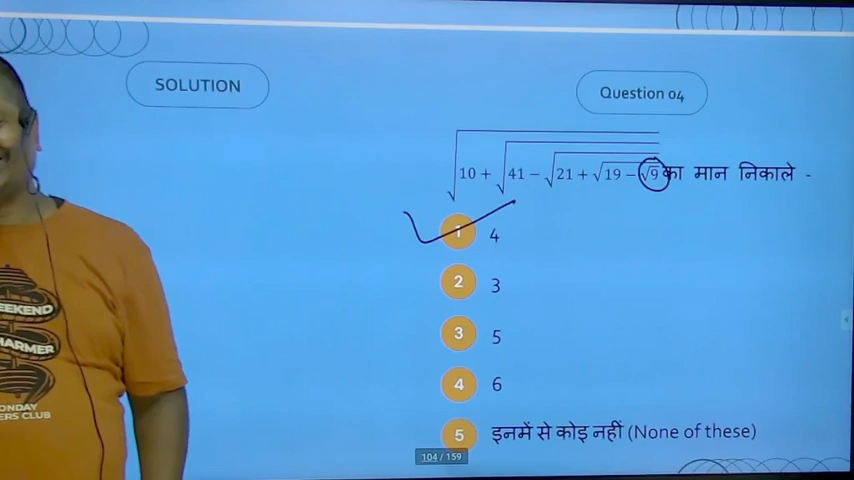 SOLUTION
Question 04
√10 + √41 − √21 + √19 − √9 का मान निकाले -
1 4
2 3
3 5
4 6
5 इनमें से कोइ नहीं (None of these)
104 / 159
EEKEND
HARMER
ONDAY
ERS CLUB